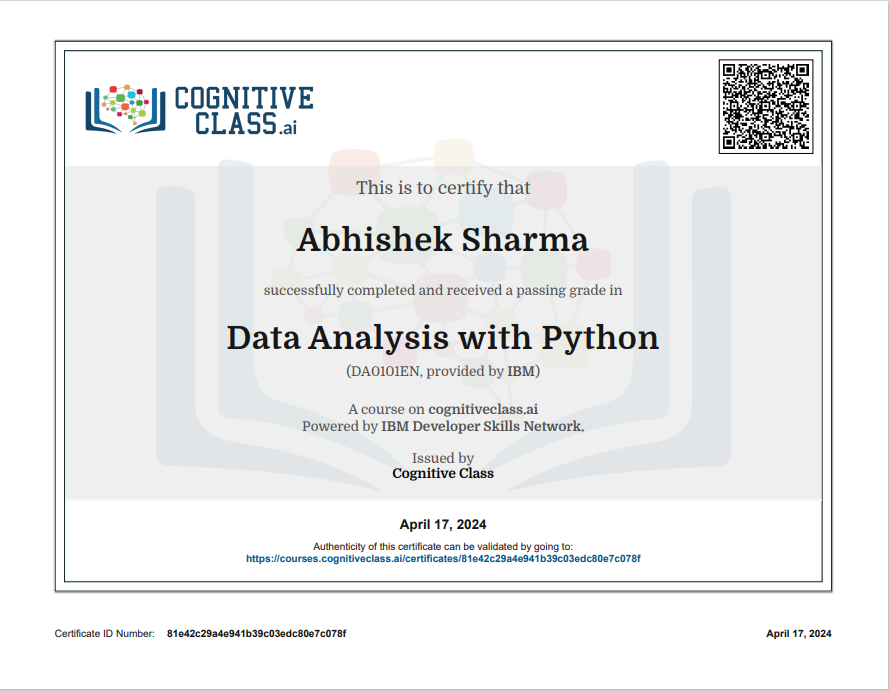 COGNITIVE
CLASS.ai
This is to certify that
Abhishek Sharma
successfully completed and received a passing grade in
Data Analysis with Python
(DA0101EN, provided by IBM)
A course on cognitiveclass.ai
Powered by IBM Developer Skills Network.
Issued by
Cognitive Class
April 17, 2024
Authenticity of this certificate can be validated by going to:
https://courses.cognitiveclass.ai/certificates/81e42c29a4e941b39c03edc80e7c078f
Certificate ID Number: 81e42c29a4e941b39c03edc80e7c078f
April 17, 2024